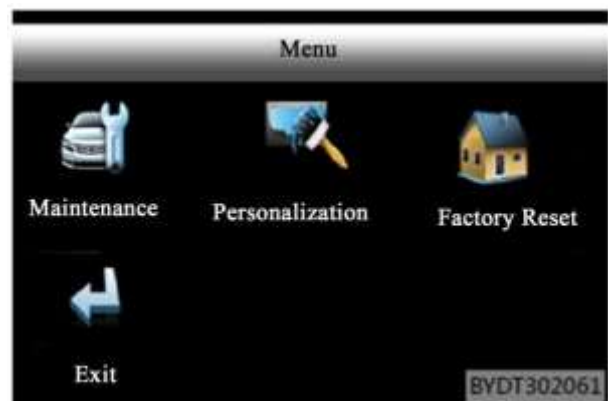 Menu
Maintenance Personalization Factory Reset
Exit
BYDT302061